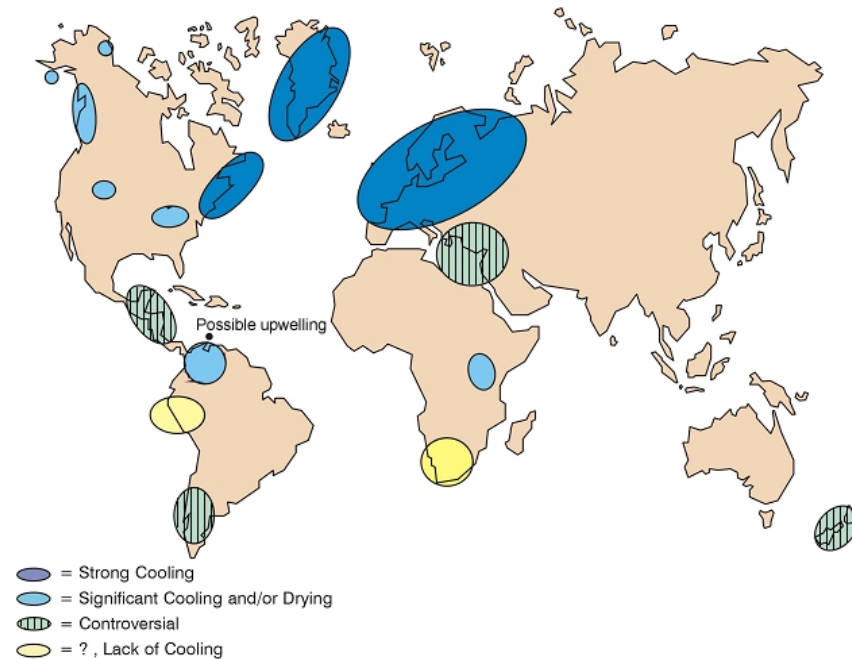 Possible upwelling
= Strong Cooling
= Significant Cooling and/or Drying
= Controversial
= ? , Lack of Cooling